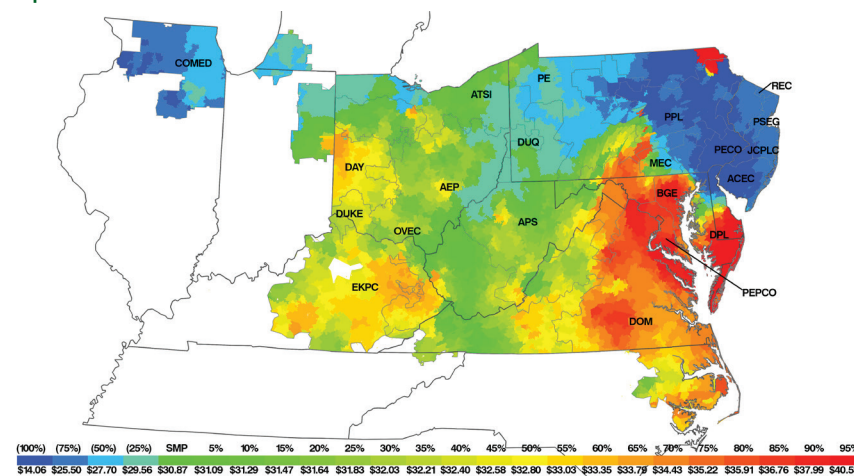 COMED
REC
PE
ATSI
PPL
PSEG
DUQ
PECO JCPLC
MEC
DAY
ACEC
AEP
BGE
DUKE
APS
OVEC
DPL
EKPC
PEPCO
DOM
(100%) (75%) (50%) (25%) SMP 5% 10% 15% 20% 25% 30% 35% 40% 45% 50% 55% 60% 65% 70% 75% 80% 85% 90% 95%
$14.06 $25.50 $27.70 $29.56 $30.87 $31.09 $31.29 $31.47 $31.64 $31.83 $32.03 $32.21 $32.40 $32.58 $32.80 $33.05 $33.35 $33.79 $34.43 $35.22 $35.91 $36.76 $37.99